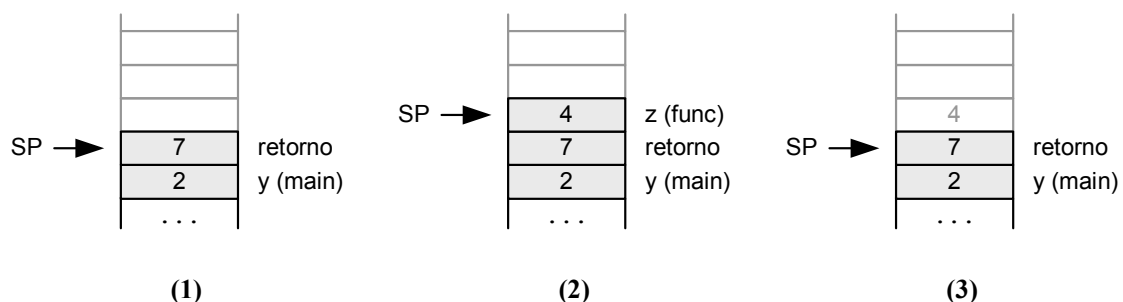 SP 4 z (func) 4
SP 7 retorno 7 retorno SP 7 retorno
2 y (main) 2 y (main) 2 y (main)
. . . . . . . . .
(1) (2) (3)